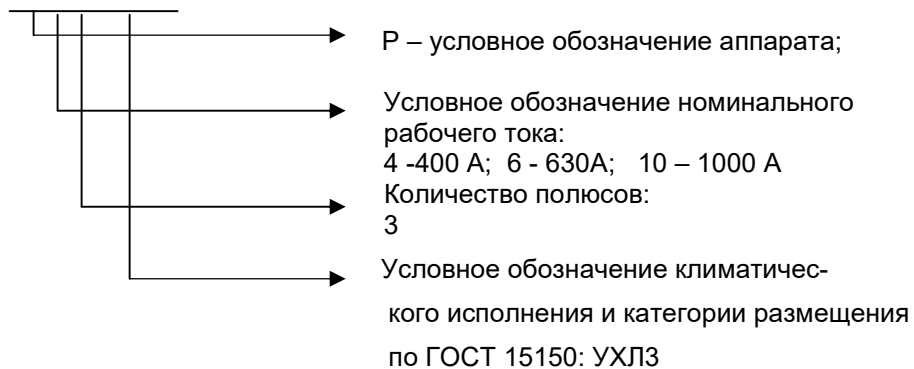 Р – условное обозначение аппарата;
Условное обозначение номинального
рабочего тока:
4 -400 А; 6 - 630А; 10 – 1000 А
Количество полюсов:
3
Условное обозначение климатичес-
кого исполнения и категории размещения
по ГОСТ 15150: УХЛ3